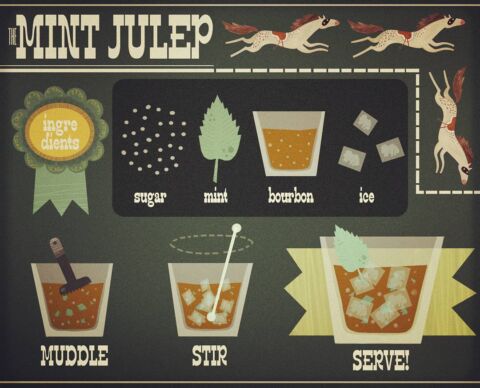 THE MINT JULEP
ingre
dients
sugar mint bourbon ice
MUDDLE STIR SERVE!